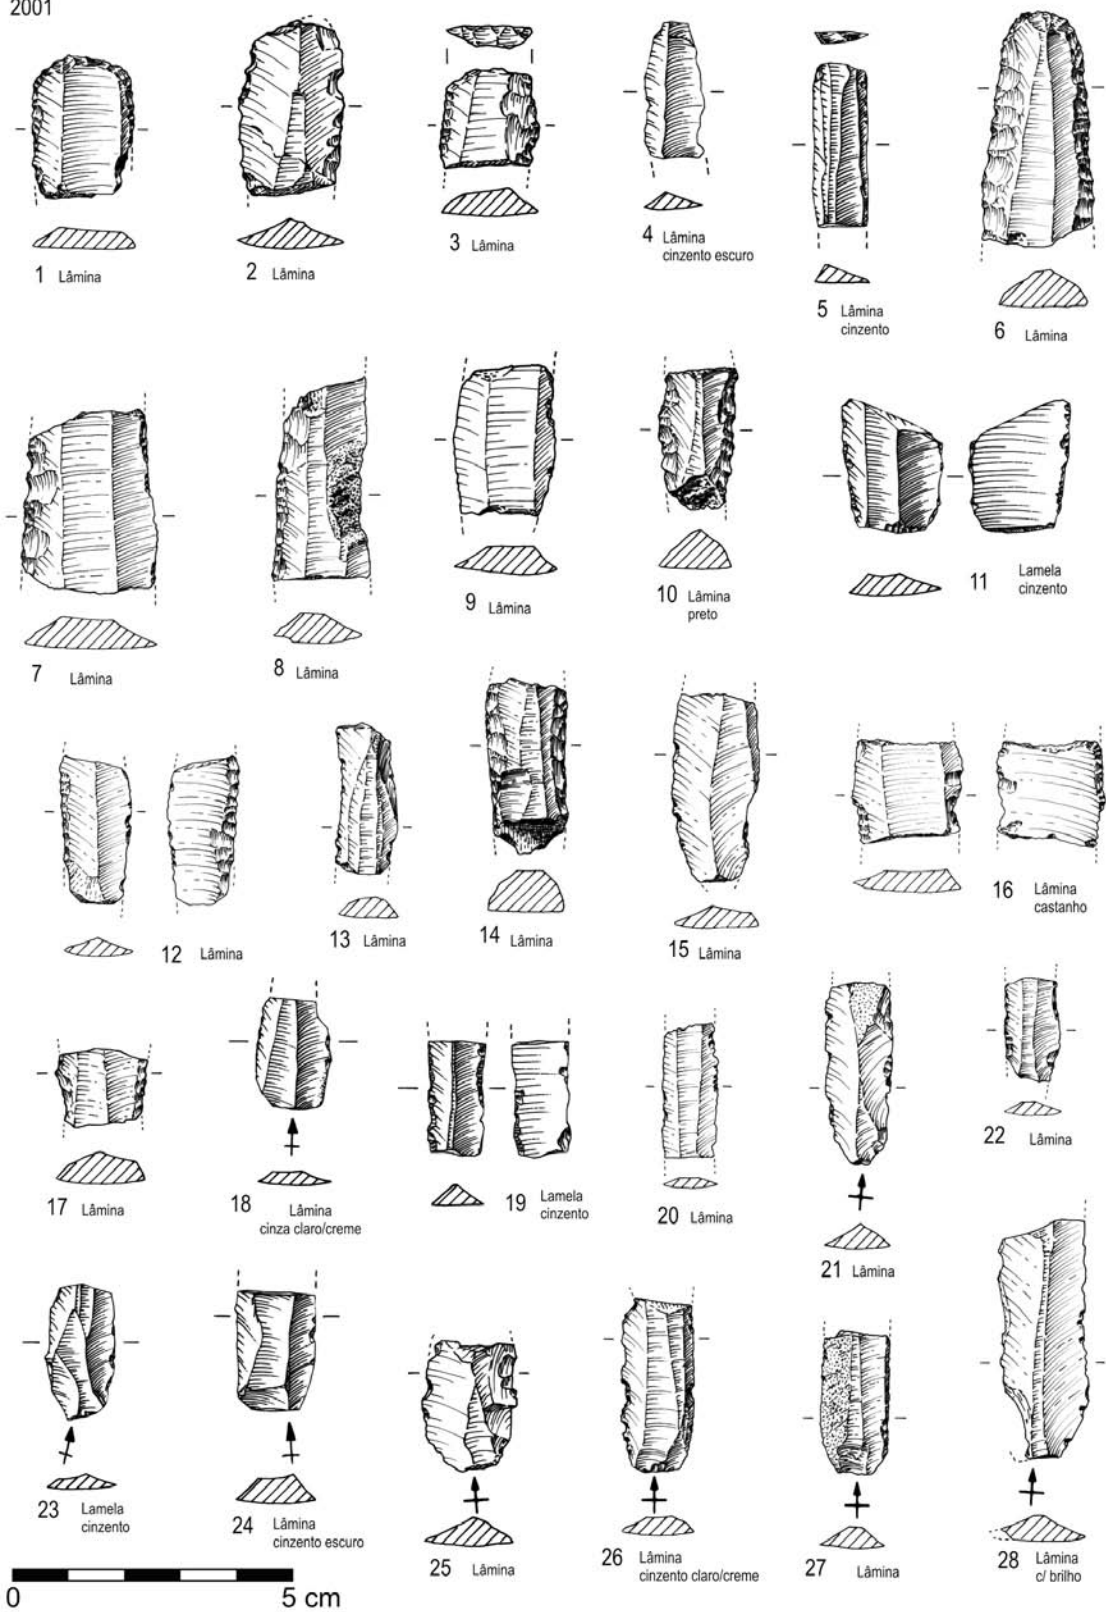 2001
1 Lâmina
2 Lâmina
3 Lâmina
4 Lâmina
cinzento escuro
5 Lâmina
cinzento
6 Lâmina
7 Lâmina
8 Lâmina
9 Lâmina
10 Lâmina
preto
11 Lamela
cinzento
12 Lâmina
13 Lâmina
14 Lâmina
15 Lâmina
16 Lâmina
castanho
17 Lâmina
18 Lâmina
cinza claro/creme
19 Lamela
cinzento
20 Lâmina
21 Lâmina
22 Lâmina
23 Lamela
cinzento
24 Lâmina
cinzento escuro
25 Lâmina
26 Lâmina
cinzento claro/creme
27 Lâmina
28 Lâmina
c/ brilho
0 5 cm